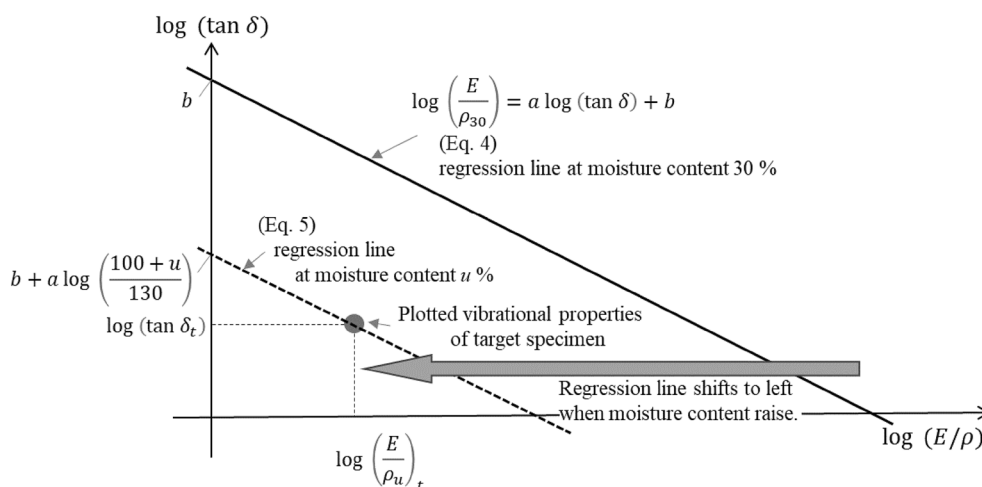 log (tan δ)
b
log (E/ρ₃₀) = a log (tan δ) + b
(Eq. 4)
regression line at moisture content 30 %
(Eq. 5)
regression line
at moisture content u %
b + a log ((100 + u)/130)
log (tan δₜ)
Plotted vibrational properties
of target specimen
Regression line shifts to left
when moisture content raise.
log (E/ρ)
log (E/ρᵤ)ₜ